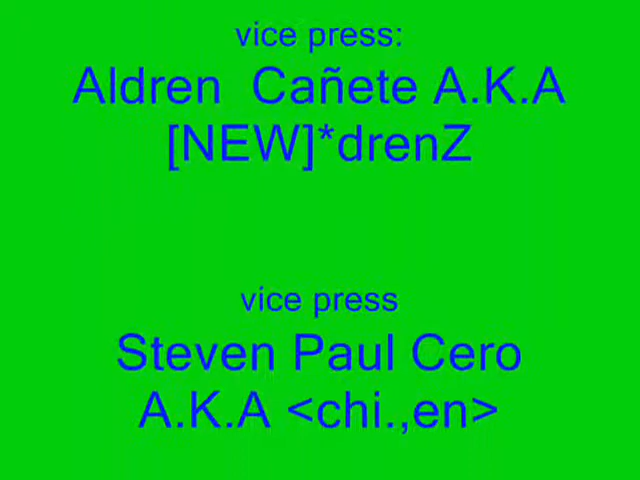 vice press:
Aldren Cañete A.K.A
[NEW]*drenZ
vice press
Steven Paul Cero
A.K.A <chi.,en>